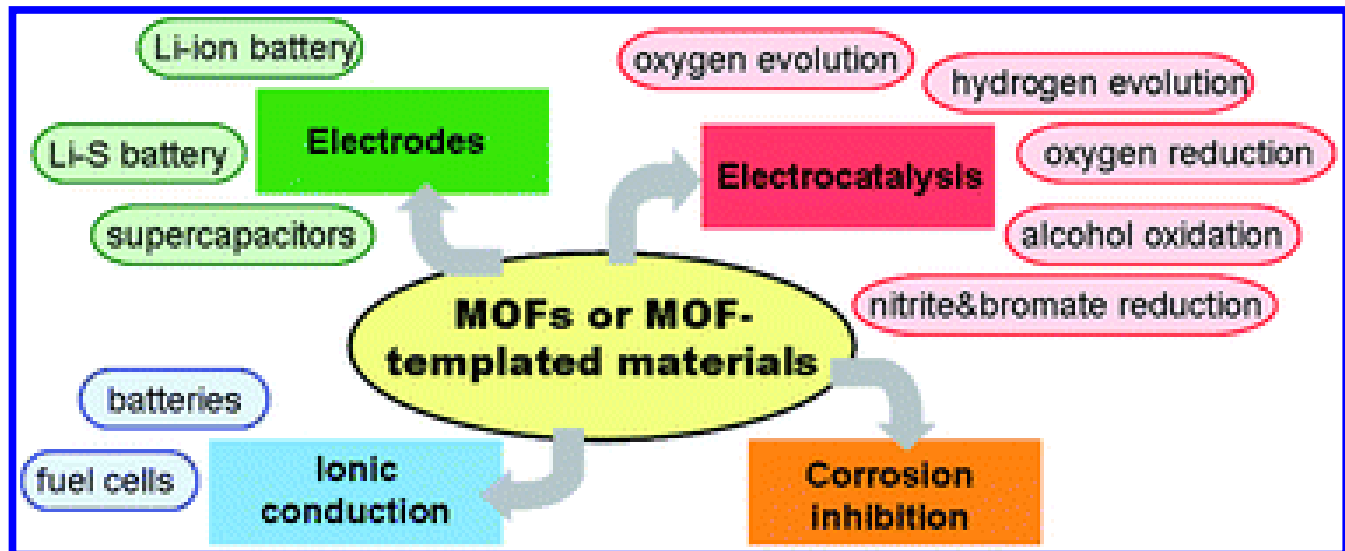 Li-ion battery
Li-S battery
supercapacitors
Electrodes
oxygen evolution
hydrogen evolution
oxygen reduction
alcohol oxidation
nitrite&bromate reduction
Electrocatalysis
MOFs or MOF-
templated materials
batteries
fuel cells
Ionic
conduction
Corrosion
inhibition